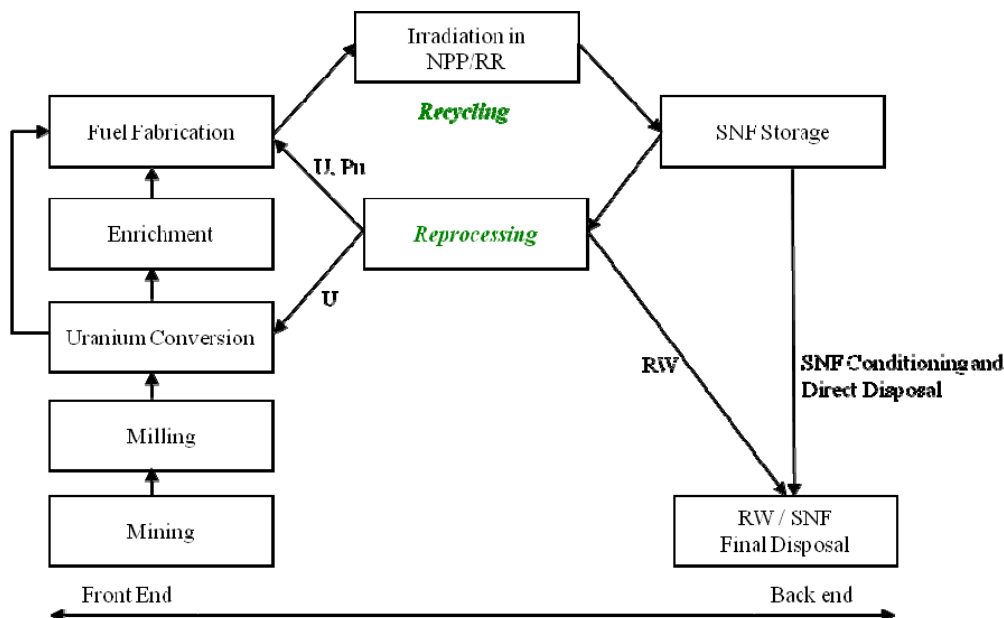 Irradiation in
NPP/RR
Recycling
Fuel Fabrication
SNF Storage
U, Pu
Enrichment
Reprocessing
U
Uranium Conversion
RW
SNF Conditioning and
Direct Disposal
Milling
Mining
RW / SNF
Final Disposal
Front End
Back end